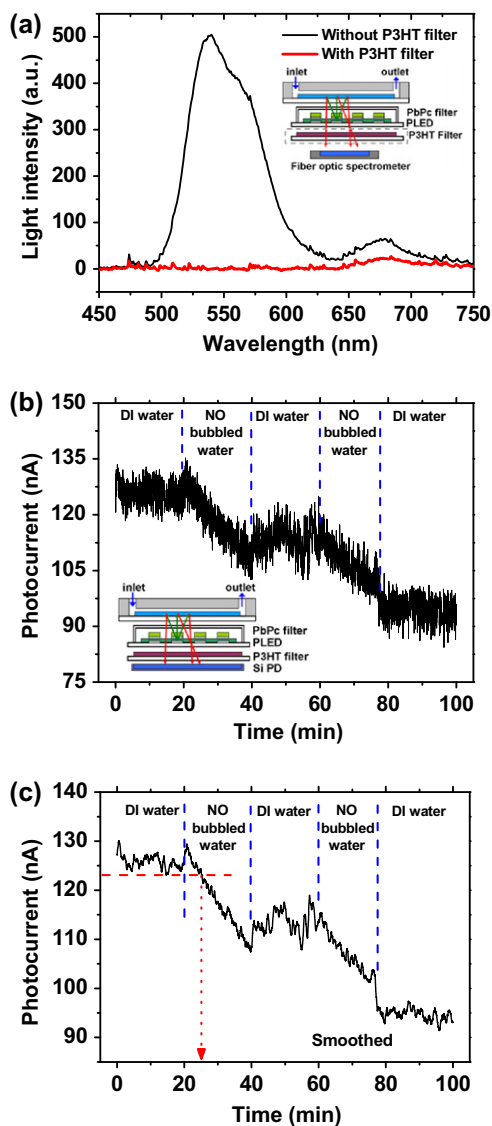 (a)
Without P3HT filter
With P3HT filter
inlet
outlet
PbPc filter
PLED
P3HT Filter
Fiber optic spectrometer
Light intensity (a.u.)
500
400
300
200
100
0
450 500 550 600 650 700 750
Wavelength (nm)
(b)
DI water
NO bubbled water
DI water
NO bubbled water
DI water
Photocurrent (nA)
150
135
120
105
90
75
inlet
outlet
PbPc filter
PLED
P3HT filter
Si PD
0 20 40 60 80 100
Time (min)
(c)
DI water
NO bubbled water
DI water
NO bubbled water
DI water
Photocurrent (nA)
140
130
120
110
100
90
Smoothed
0 20 40 60 80 100
Time (min)